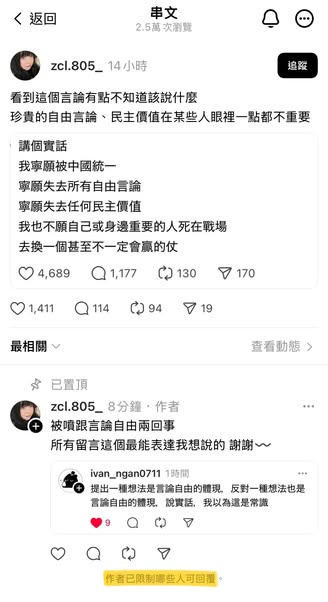 返回
串文
2.5萬 次瀏覽
zcl.805_ 14小時
追蹤
看到這個言論有點不知道該說什麼
珍貴的自由言論、民主價值在某些人眼裡一點都不重要
講個實話
我寧願被中國統一
寧願失去所有自由言論
寧願失去任何民主價值
我也不願自己或身邊重要的人死在戰場
去換一個甚至不一定會贏的仗
4,689 1,177 130 170
1,411 114 94 19
最相關 查看動態
已置頂
zcl.805_ 8分鐘·作者
被噴跟言論自由兩回事
所有留言這個最能表達我想說的 謝謝~
ivan_ngan0711 1時間
提出一種想法是言論自由的體現，反對一種想法也是
言論自由的體現，說實話，我以為這是常識
9
作者已限制哪些人可回覆。